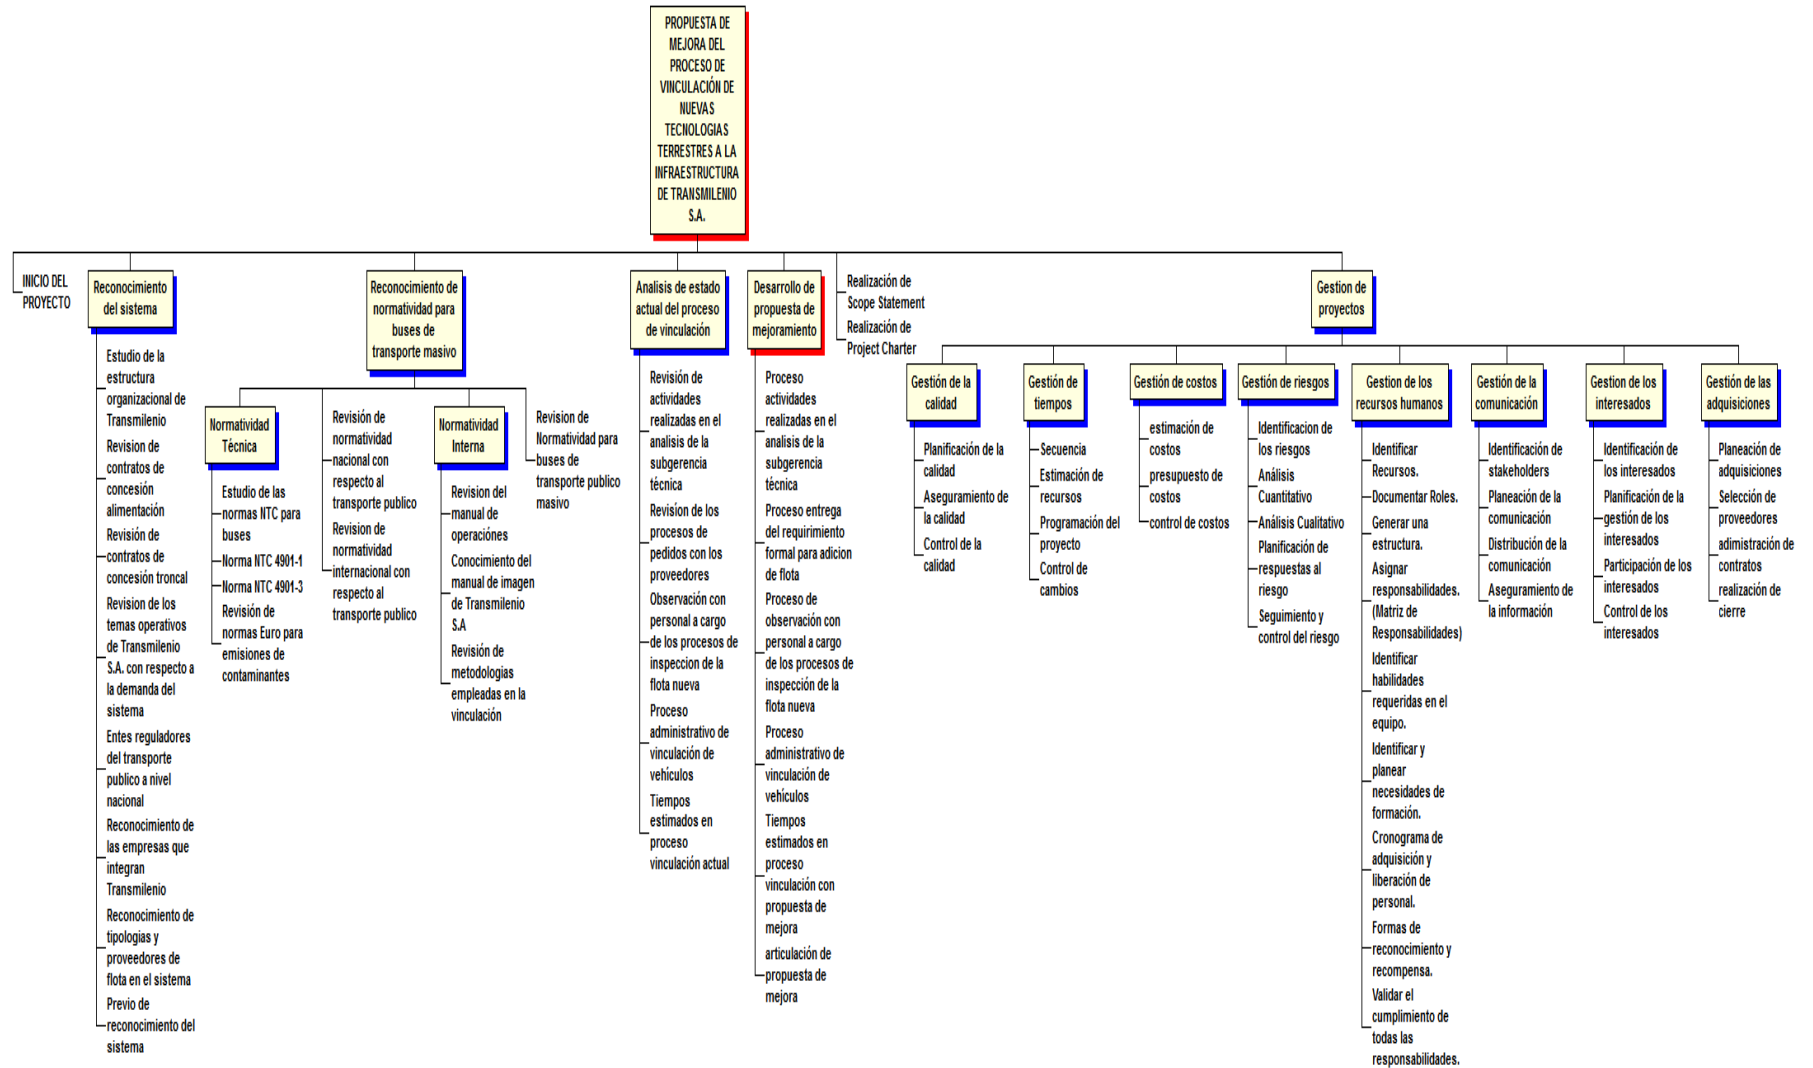 PROPUESTA DE
MEJORA DEL
PROCESO DE
VINCULACIÓN DE
NUEVAS
TECNOLOGIAS
TERRESTRES A LA
INFRAESTRUCTURA
DE TRANSMILENIO
S.A.
INICIO DEL
PROYECTO
Reconocimiento
del sistema
Estudio de la
estructura
organizacional de
Transmilenio
Revision de
contratos de
concesión
alimentación
Revisión de
contratos de
concesión troncal
Revision de los
temas operativos
de Transmilenio
S.A. con respecto a
la demanda del
sistema
Entes reguladores
del transporte
publico a nivel
nacional
Reconocimiento de
las empresas que
integran
Transmilenio
Reconocimiento de
tipologias y
proveedores de
flota en el sistema
Previo de
reconocimiento del
sistema
Reconocimiento de
normatividad para
buses de
transporte masivo
Normatividad
Técnica
Estudio de las
normas NTC para
buses
Norma NTC 4901-1
Norma NTC 4901-3
Revisión de
normas Euro para
emisiones de
contaminantes
Revisión de
normatividad
nacional con
respecto al
transporte publico
Revision de
normatividad
internacional con
respecto al
transporte publico
Normatividad
Interna
Revision del
manual de
operaciónes
Conocimiento del
manual de imagen
de Transmilenio
S.A
Revisión de
metodologias
empleadas en la
vinculación
Revision de
Normatividad para
buses de
transporte publico
masivo
Analisis de estado
actual del proceso
de vinculación
Revisión de
actividades
realizadas en el
analisis de la
subgerencia
técnica
Revision de los
procesos de
pedidos con los
proveedores
Observación con
personal a cargo
de los procesos de
inspeccion de la
flota nueva
Proceso
administrativo de
vinculación de
vehículos
Tiempos
estimados en
proceso
vinculación actual
Desarrollo de
propuesta de
mejoramiento
Proceso
actividades
realizadas en el
analisis de la
subgerencia
técnica
Proceso entrega
del requirimiento
formal para adicion
de flota
Proceso de
observación con
personal a cargo
de los procesos de
inspección de la
flota nueva
Proceso
administrativo de
vinculación de
vehículos
Tiempos
estimados en
proceso
vinculación con
propuesta de
mejora
articulación de
propuesta de
mejora
Realización de
Scope Statement
Realización de
Project Charter
Gestion de
proyectos
Gestión de la
calidad
Planificación de la
calidad
Aseguramiento de
la calidad
Control de la
calidad
Gestión de
tiempos
Secuencia
Estimación de
recursos
Programación del
proyecto
Control de
cambios
Gestión de costos
estimación de
costos
presupuesto de
costos
control de costos
Gestión de riesgos
Identificacion de
los riesgos
Análisis
Cuantitativo
Análisis Cualitativo
Planificación de
respuestas al
riesgo
Seguimiento y
control del riesgo
Gestion de los
recursos humanos
Identificar
Recursos.
Documentar Roles.
Generar una
estructura.
Asignar
responsabilidades.
(Matriz de
Responsabilidades)
Identificar
habilidades
requeridas en el
equipo.
Identificar y
planear
necesidades de
formación.
Cronograma de
adquisición y
liberación de
personal.
Formas de
reconocimiento y
recompensa.
Validar el
cumplimiento de
todas las
responsabilidades.
Gestión de la
comunicación
Identificación de
stakeholders
Planeación de la
comunicación
Distribución de la
comunicación
Aseguramiento de
la información
Gestion de los
interesados
Identificación de
los interesados
Planificación de la
gestión de los
interesados
Participación de los
interesados
Control de los
interesados
Gestión de las
adquisiciones
Planeación de
adquisiciones
Selección de
proveedores
adimistración de
contratos
realización de
cierre